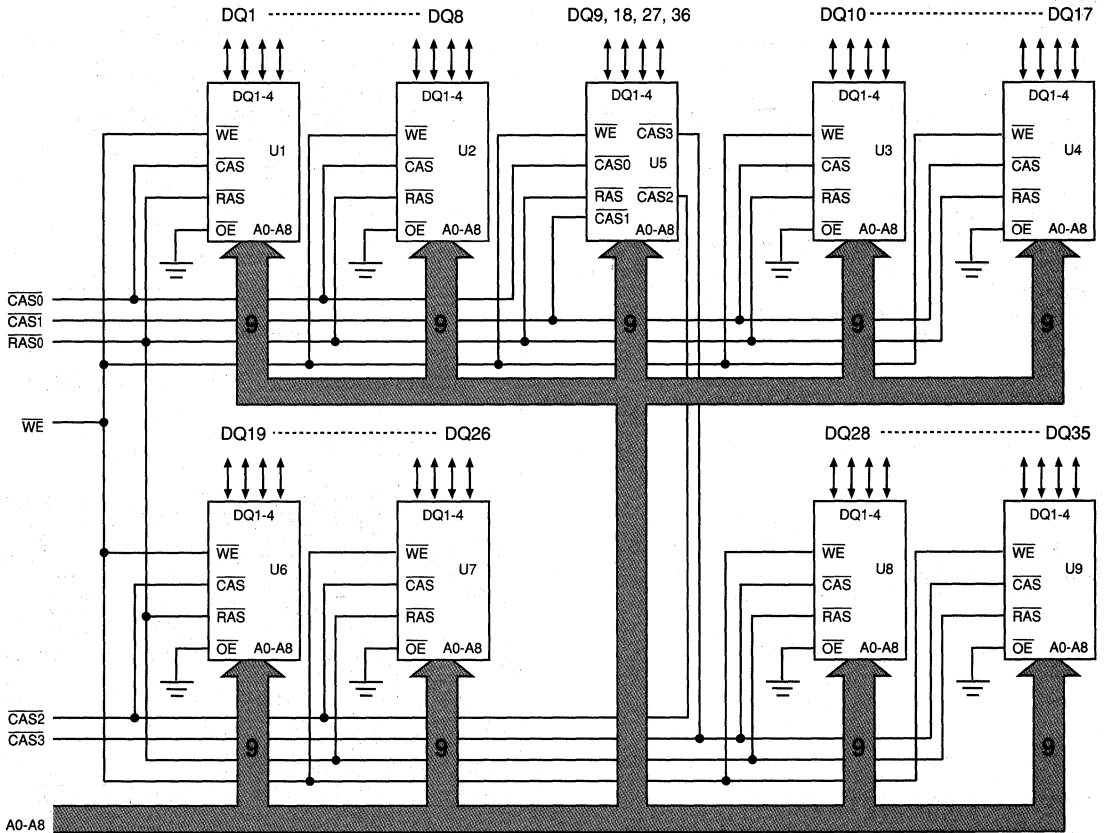 DQ1 DQ8 DQ9, 18, 27, 36 DQ10 DQ17
DQ1-4 DQ1-4 DQ1-4 DQ1-4 DQ1-4
WE WE WE CAS3 WE WE
U1 U2 U5 U3 U4
CAS CAS CAS0 CAS CAS
RAS RAS RAS CAS2 RAS RAS
CAS1
OE A0-A8 OE A0-A8 A0-A8 OE A0-A8 OE A0-A8
CAS0
CAS1
RAS0
9 9 9 9 9
WE
DQ19 DQ26 DQ28 DQ35
DQ1-4 DQ1-4 DQ1-4 DQ1-4
WE WE WE WE
U6 U7 U8 U9
CAS CAS CAS CAS
RAS RAS RAS RAS
OE A0-A8 OE A0-A8 OE A0-A8 OE A0-A8
CAS2
CAS3
9 9 9 9
A0-A8